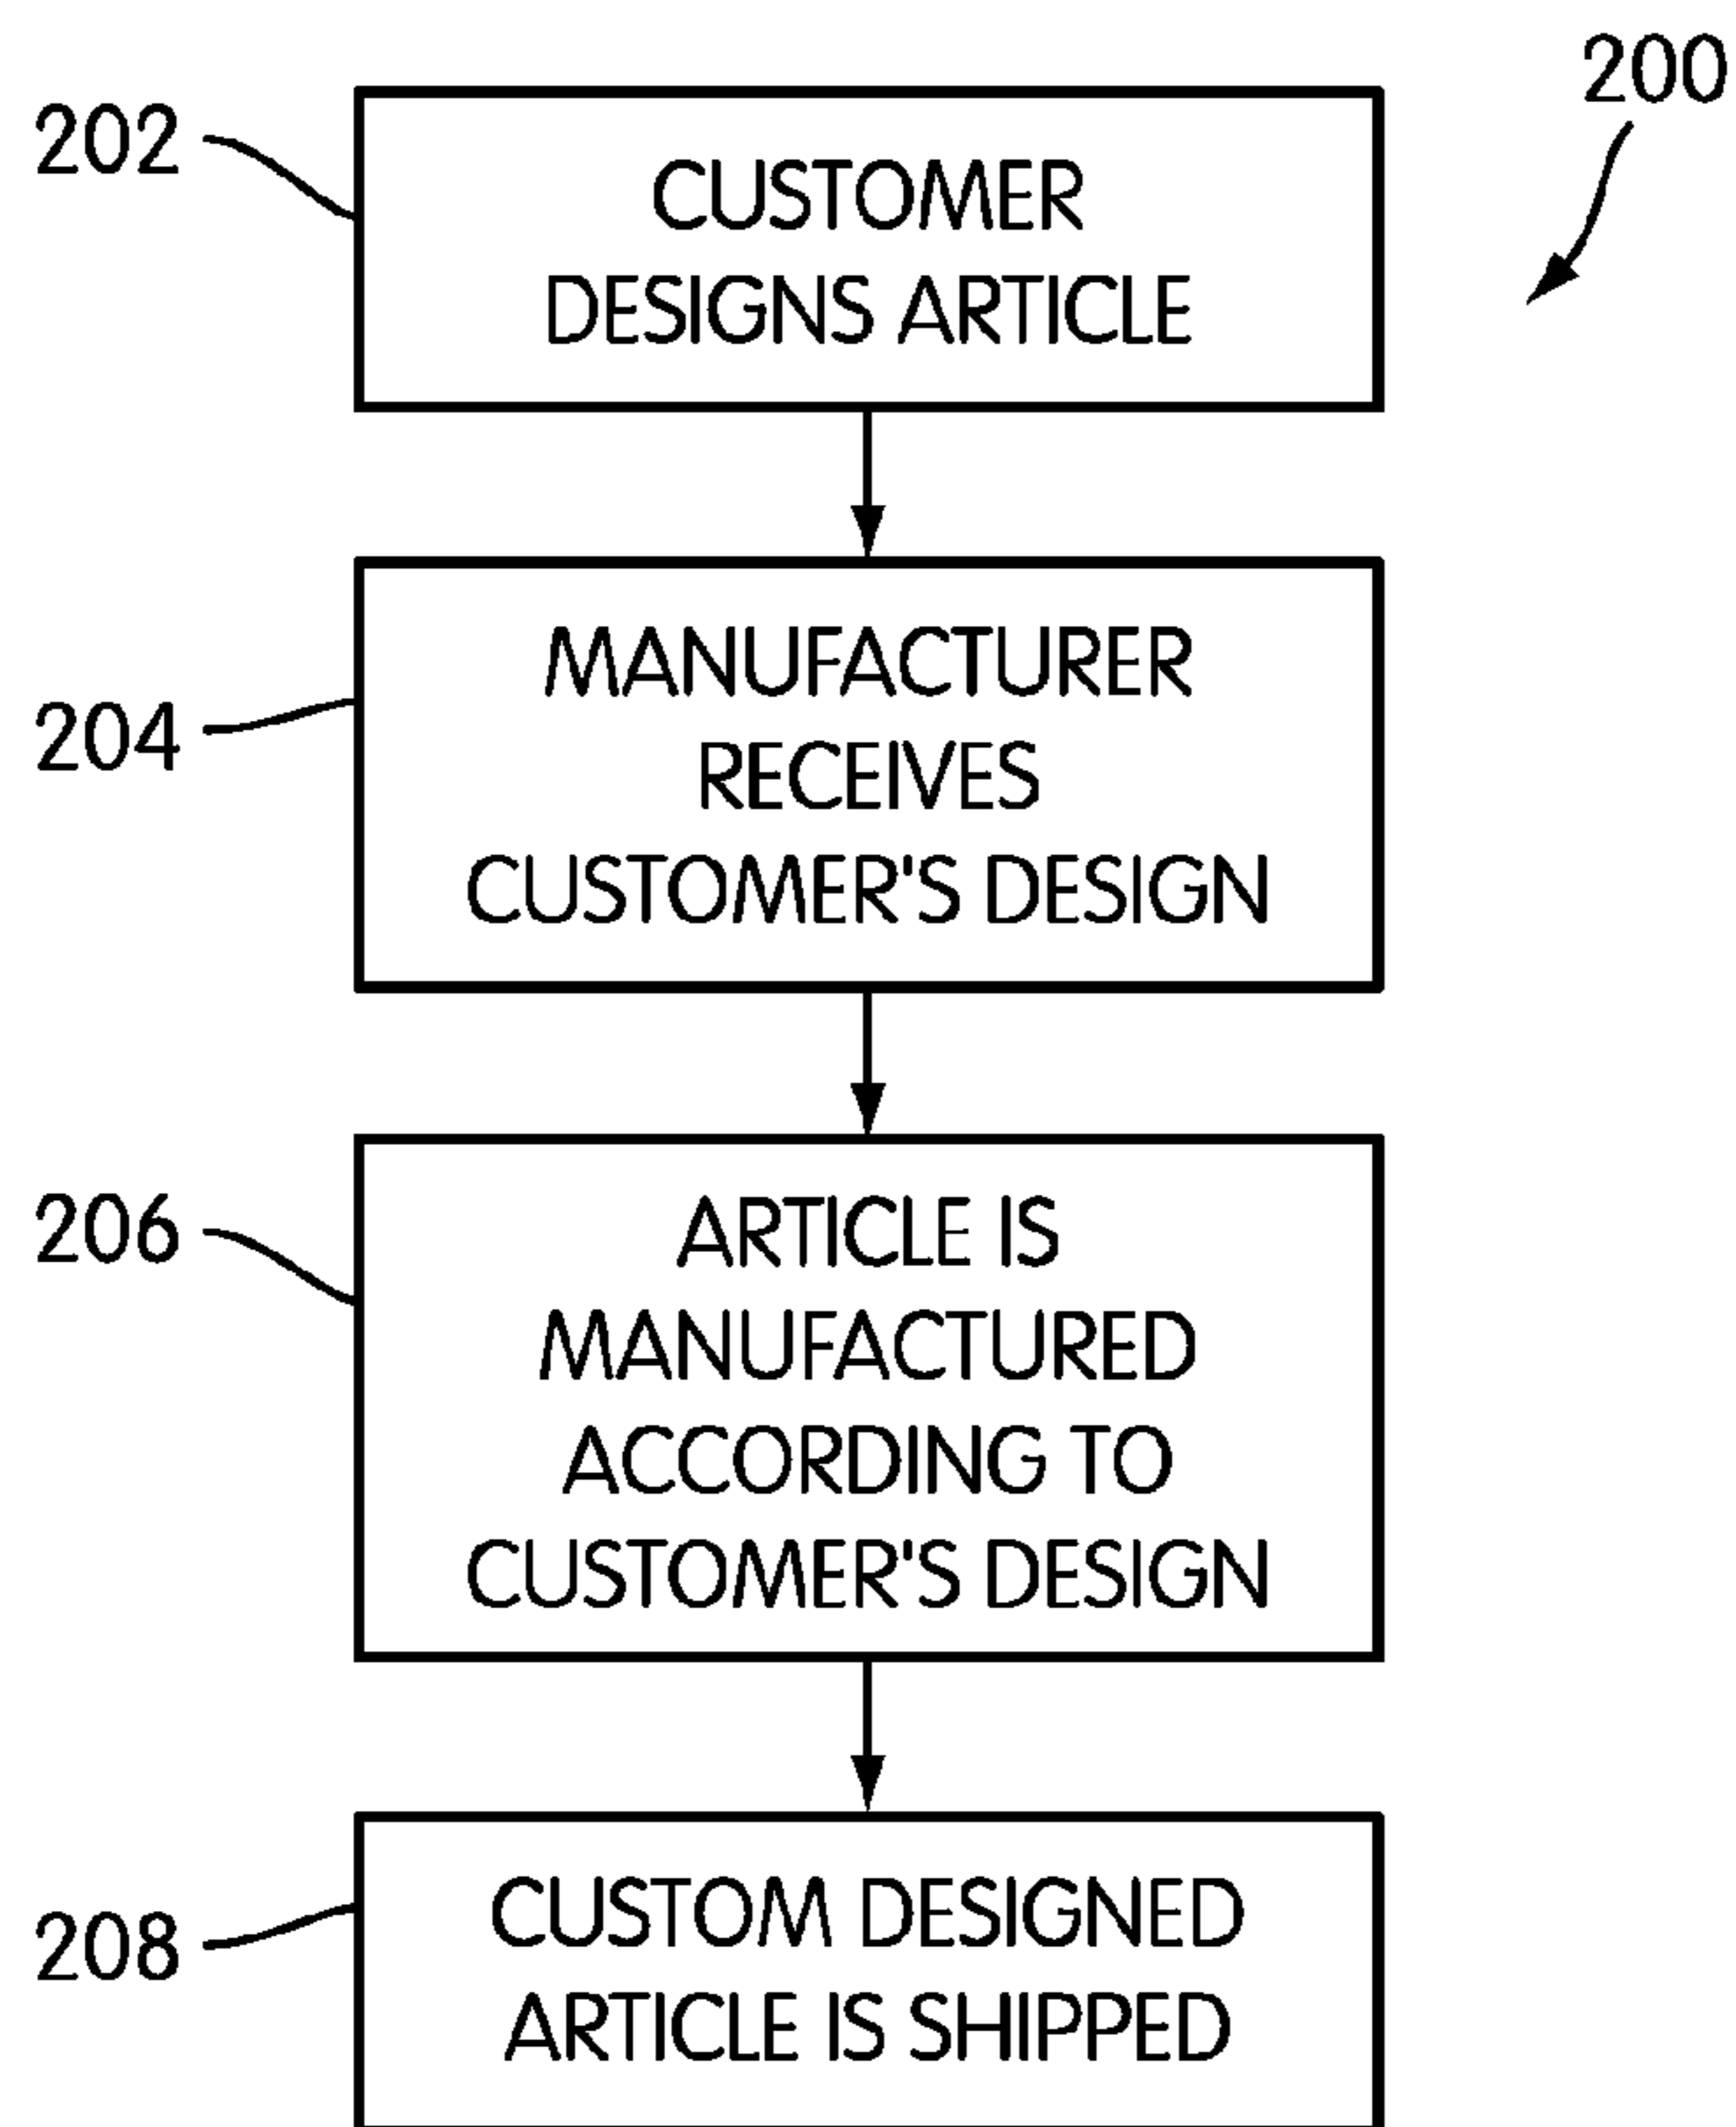 200
202
CUSTOMER
DESIGNS ARTICLE
204
MANUFACTURER
RECEIVES
CUSTOMER'S DESIGN
206
ARTICLE IS
MANUFACTURED
ACCORDING TO
CUSTOMER'S DESIGN
208
CUSTOM DESIGNED
ARTICLE IS SHIPPED